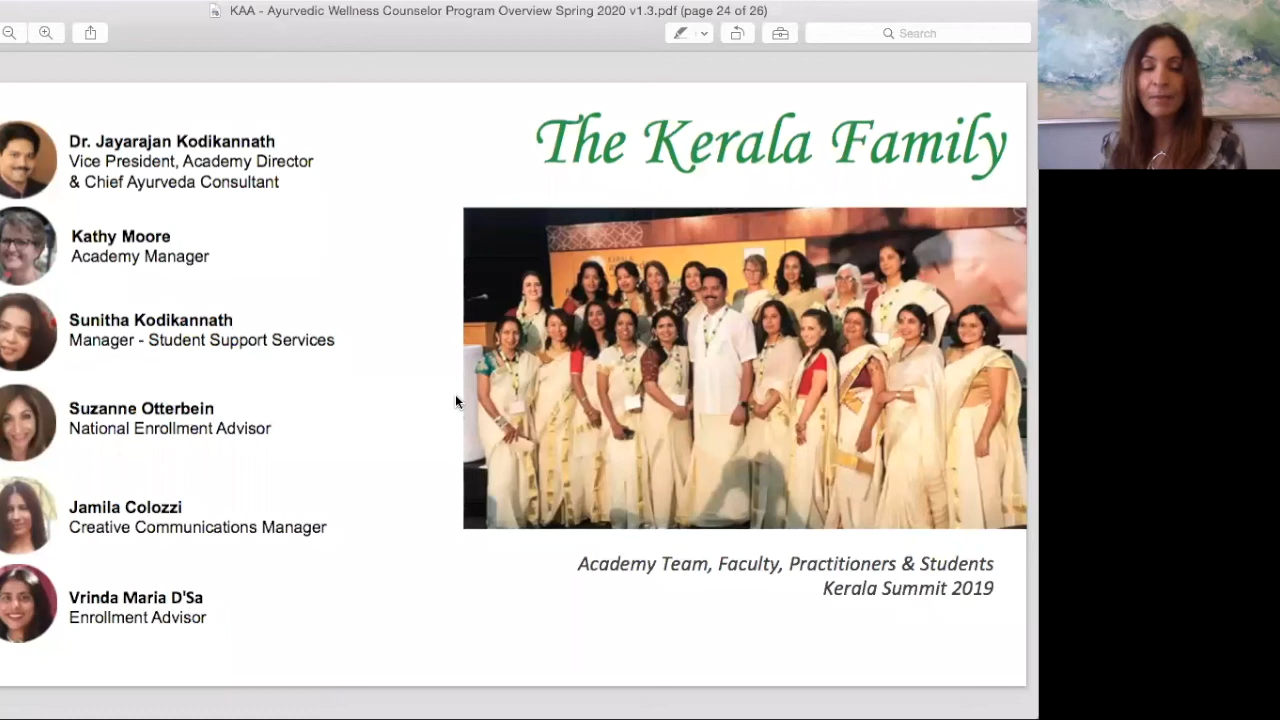 KAA - Ayurvedic Wellness Counselor Program Overview Spring 2020 v1.3.pdf (page 24 of 26)
Search
The Kerala Family
Dr. Jayarajan Kodikannath
Vice President, Academy Director
& Chief Ayurveda Consultant
Kathy Moore
Academy Manager
Sunitha Kodikannath
Manager - Student Support Services
Suzanne Otterbein
National Enrollment Advisor
Jamila Colozzi
Creative Communications Manager
Vrinda Maria D'Sa
Enrollment Advisor
Academy Team, Faculty, Practitioners & Students
Kerala Summit 2019